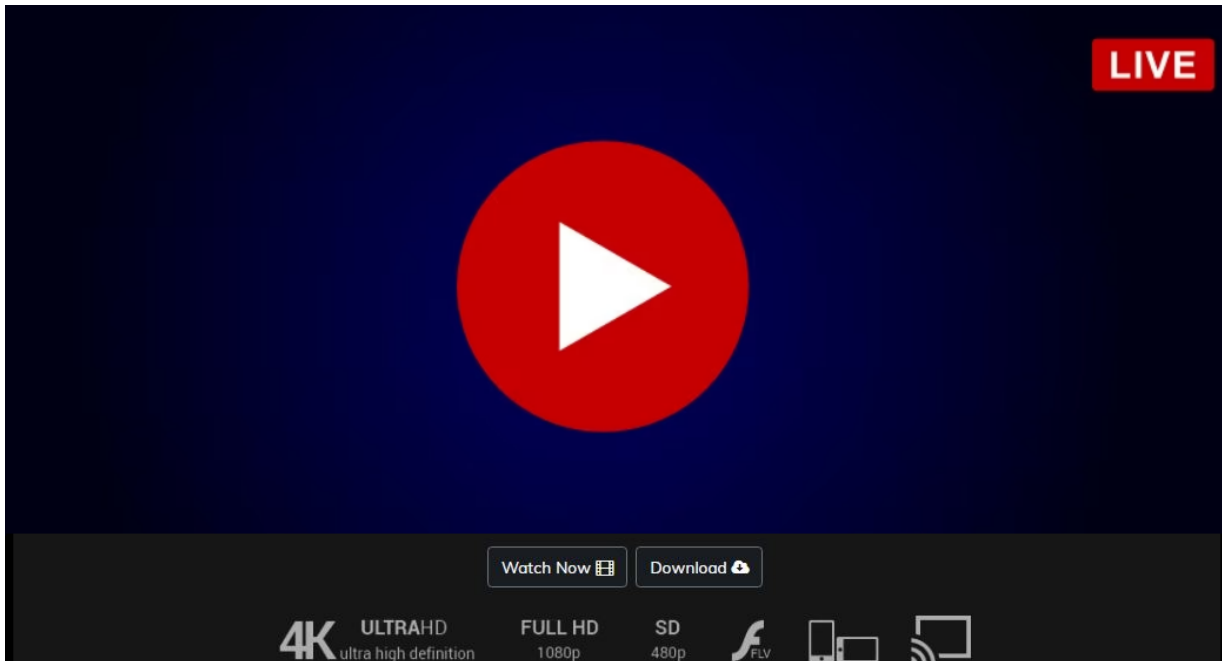 LIVE
Watch Now
Download
4K ULTRAHD FULL HD SD
ultra high definition 1080p 480p FLV